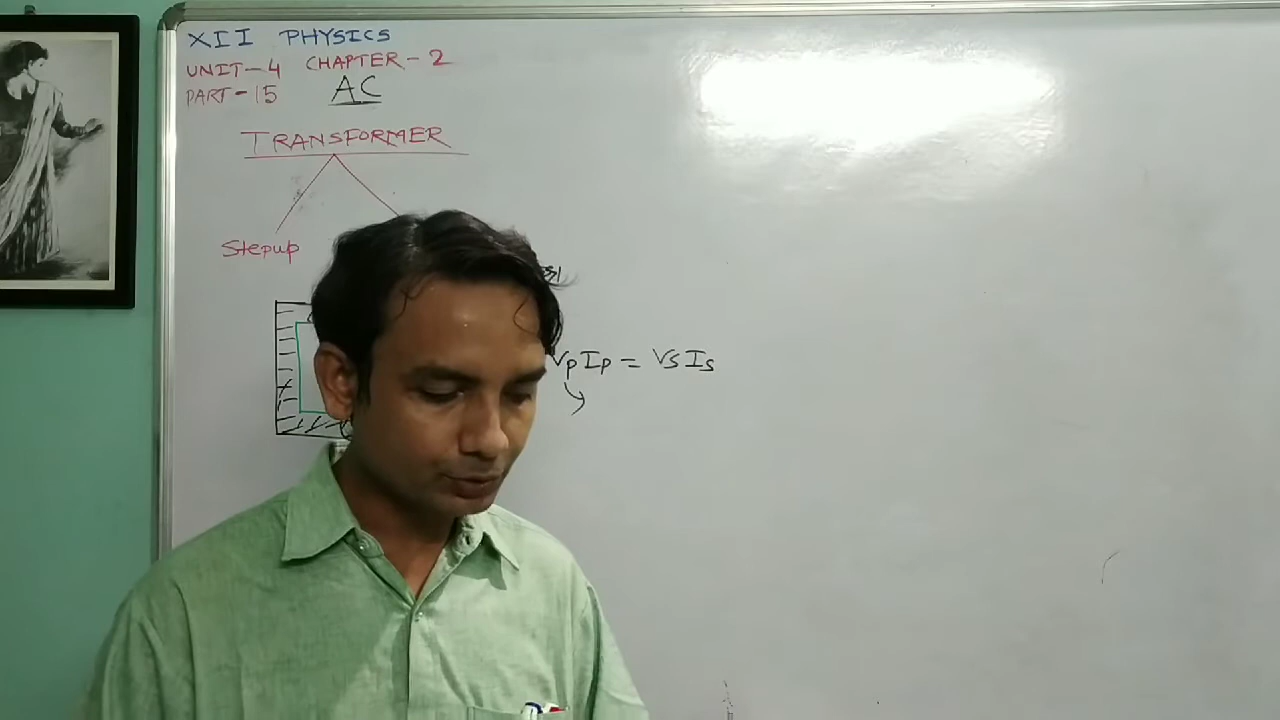 XII PHYSICS
UNIT-4 CHAPTER-2
PART-15 AC
TRANSFORMER
Stepup
VpIp = VsIs